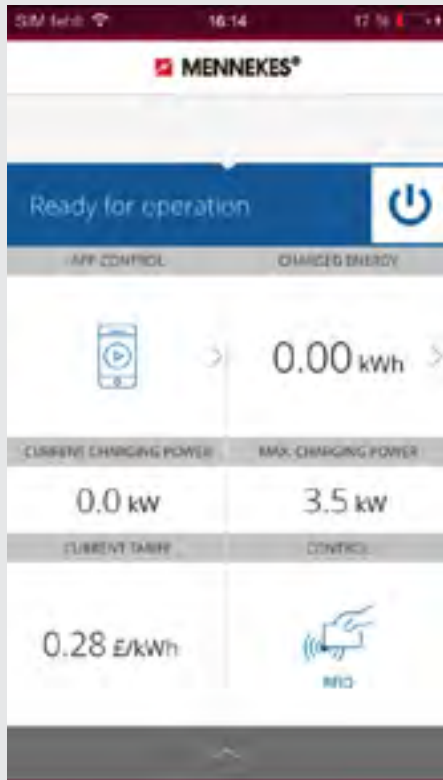 SIM fehlt 16:14 17 %
MENNEKES®
Ready for operation
APP CONTROL CHARGED ENERGY
0.00 kWh
CURRENT CHARGING POWER MAX. CHARGING POWER
0.0 kW 3.5 kW
CURRENT TARIFF CONTROL
0.28 £/kWh
RFID